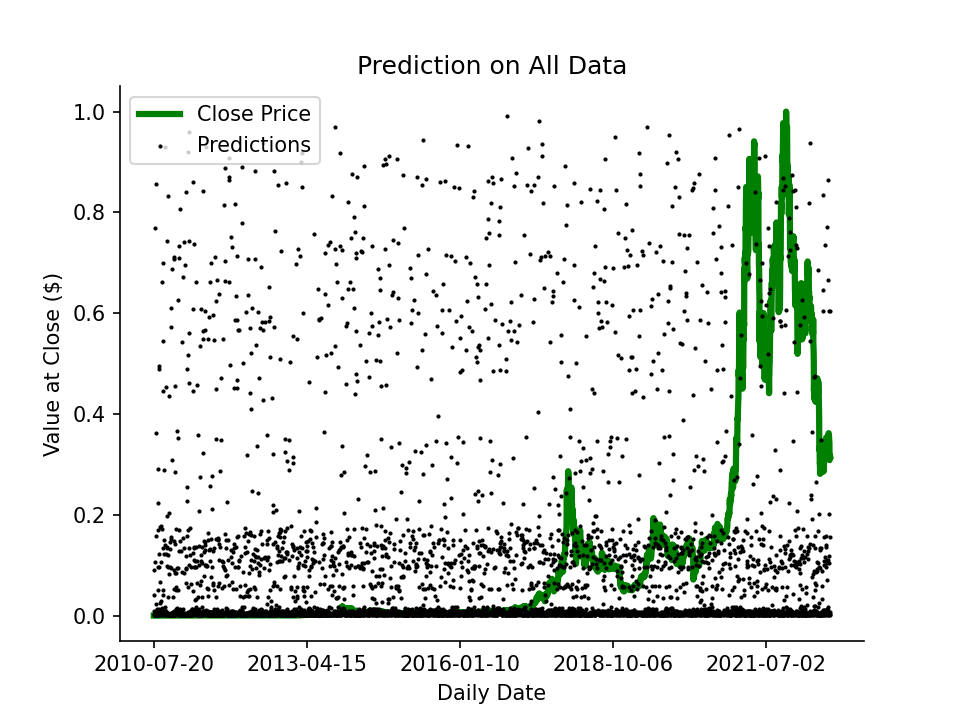 Prediction on All Data
Close Price
Predictions
Value at Close ($)
1.0
0.8
0.6
0.4
0.2
0.0
2010-07-20 2013-04-15 2016-01-10 2018-10-06 2021-07-02
Daily Date